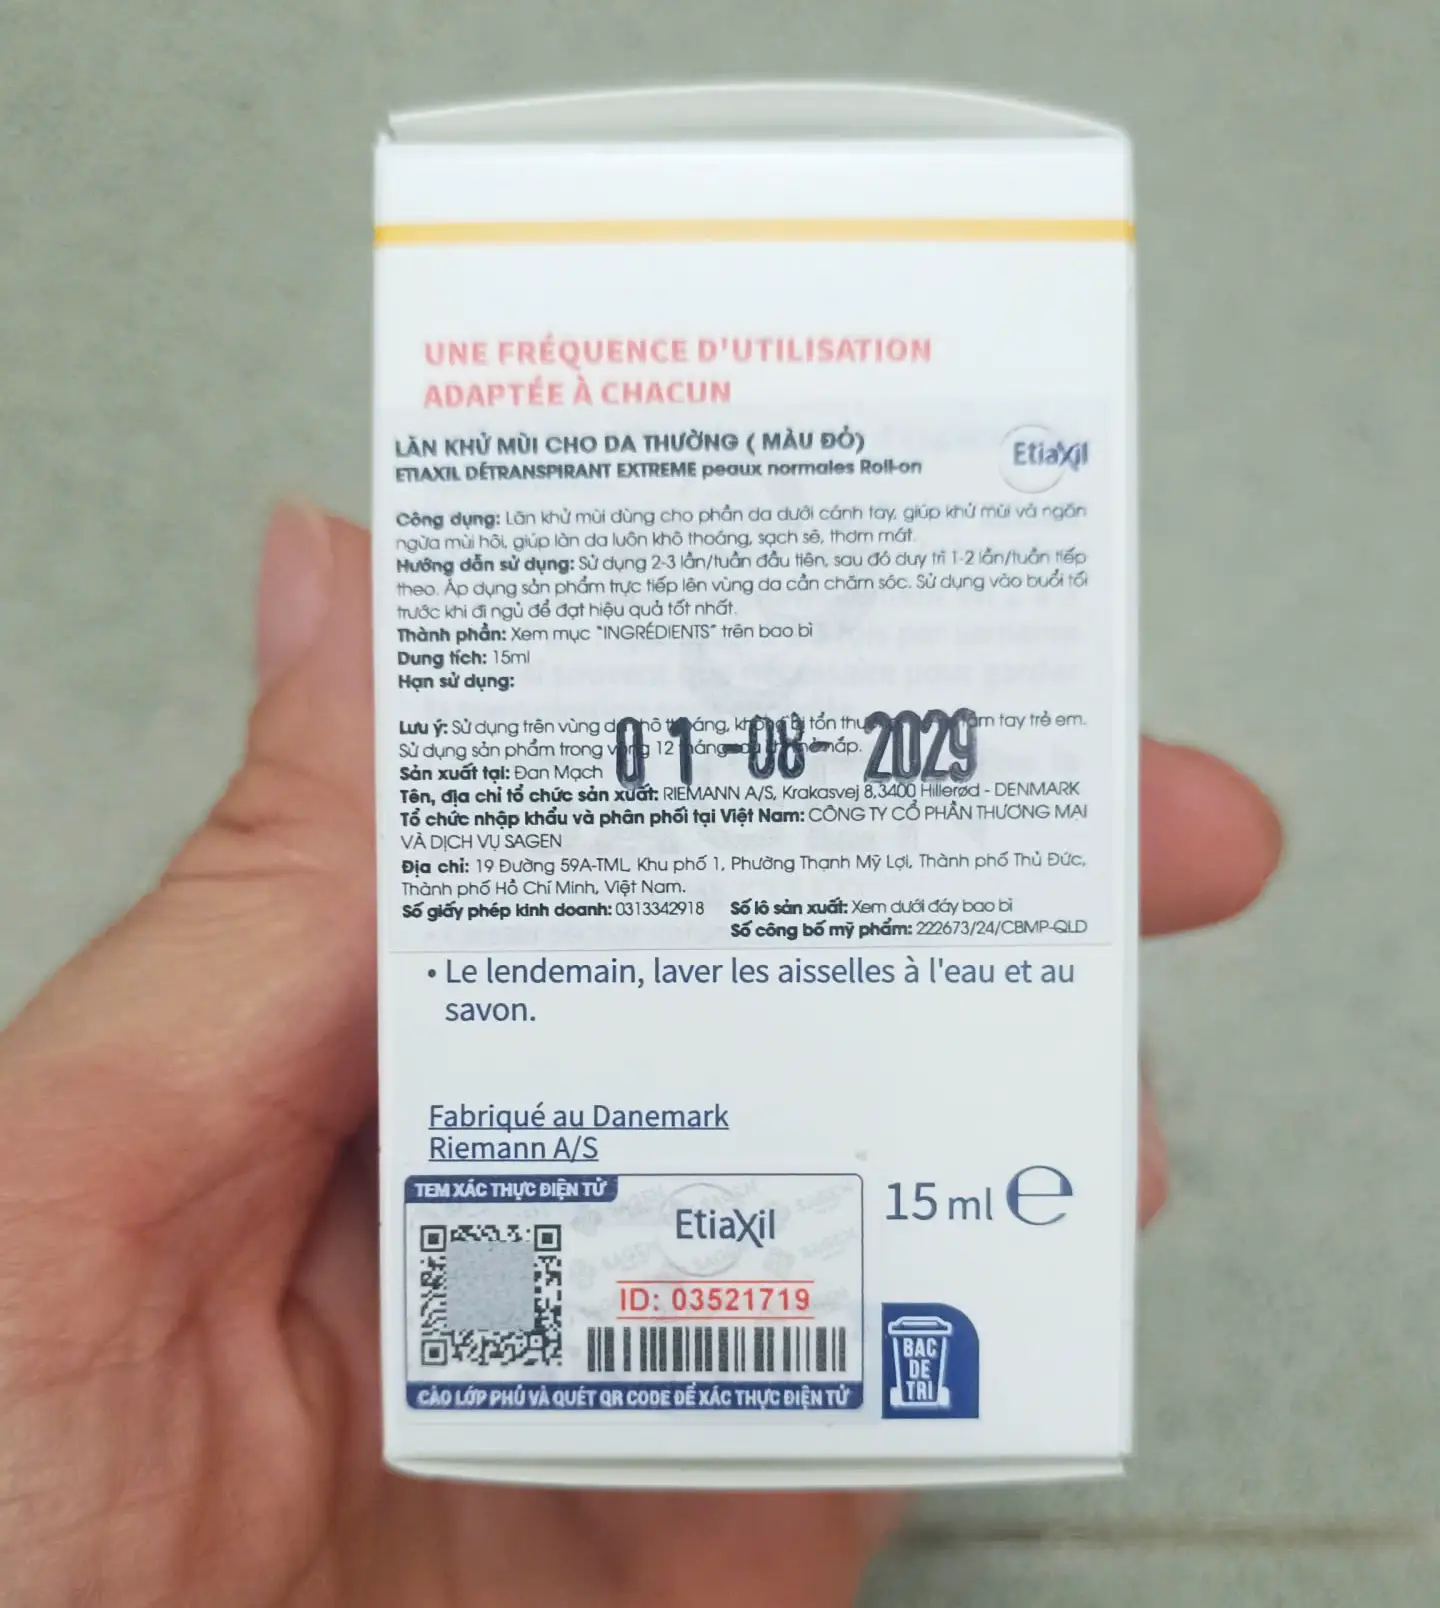 UNE FRÉQUENCE D'UTILISATION
ADAPTÉE À CHACUN
LĂN KHỬ MÙI CHO DA THƯỜNG ( MÀU ĐỎ)
ETIAXIL DÉTRANSPIRANT EXTREME peaux normales Roll-on
EtiaXil
Công dụng: Lăn khử mùi dùng cho phần da dưới cánh tay, giúp khử mùi và ngăn
ngừa mùi hôi, giúp làn da luôn khô thoáng, sạch sẽ, thơm mát.
Hướng dẫn sử dụng: Sử dụng 2-3 lần/tuần đầu tiên, sau đó duy trì 1-2 lần/tuần tiếp
theo. Áp dụng sản phẩm trực tiếp lên vùng da cần chăm sóc. Sử dụng vào buổi tối
trước khi đi ngủ để đạt hiệu quả tốt nhất.
Thành phần: Xem mục "INGRÉDIENTS" trên bao bì
Dung tích: 15ml
Hạn sử dụng:
01-08-2029
Lưu ý: Sử dụng trên vùng da khô thoáng, không bị tổn tay trẻ em.
Sử dụng sản phẩm trong vòng 12 tháng sau khi mở nắp.
Sản xuất tại: Đan Mạch
Tên, địa chỉ tổ chức sản xuất: RIEMANN A/S, Krakasvej 8,3400 Hillerød - DENMARK
Tổ chức nhập khẩu và phân phối tại Việt Nam: CÔNG TY CỔ PHẦN THƯƠNG MẠI
VÀ DỊCH VỤ SAGEN
Địa chỉ: 19 Đường 59A-TML, Khu phố 1, Phường Thạnh Mỹ Lợi, Thành phố Thủ Đức,
Thành phố Hồ Chí Minh, Việt Nam.
Số giấy phép kinh doanh: 0313342918 Số lô sản xuất: Xem dưới đáy bao bì
Số công bố mỹ phẩm: 222673/24/CBMP-QLD
• Le lendemain, laver les aisselles à l'eau et au
savon.
Fabriqué au Danemark
Riemann A/S
TEM XÁC THỰC ĐIỆN TỬ
EtiaXil
ID: 03521719
CÀO LỚP PHỦ VÀ QUÉT QR CODE ĐỂ XÁC THỰC ĐIỆN TỬ
15 ml e
BAC
DE
TRI